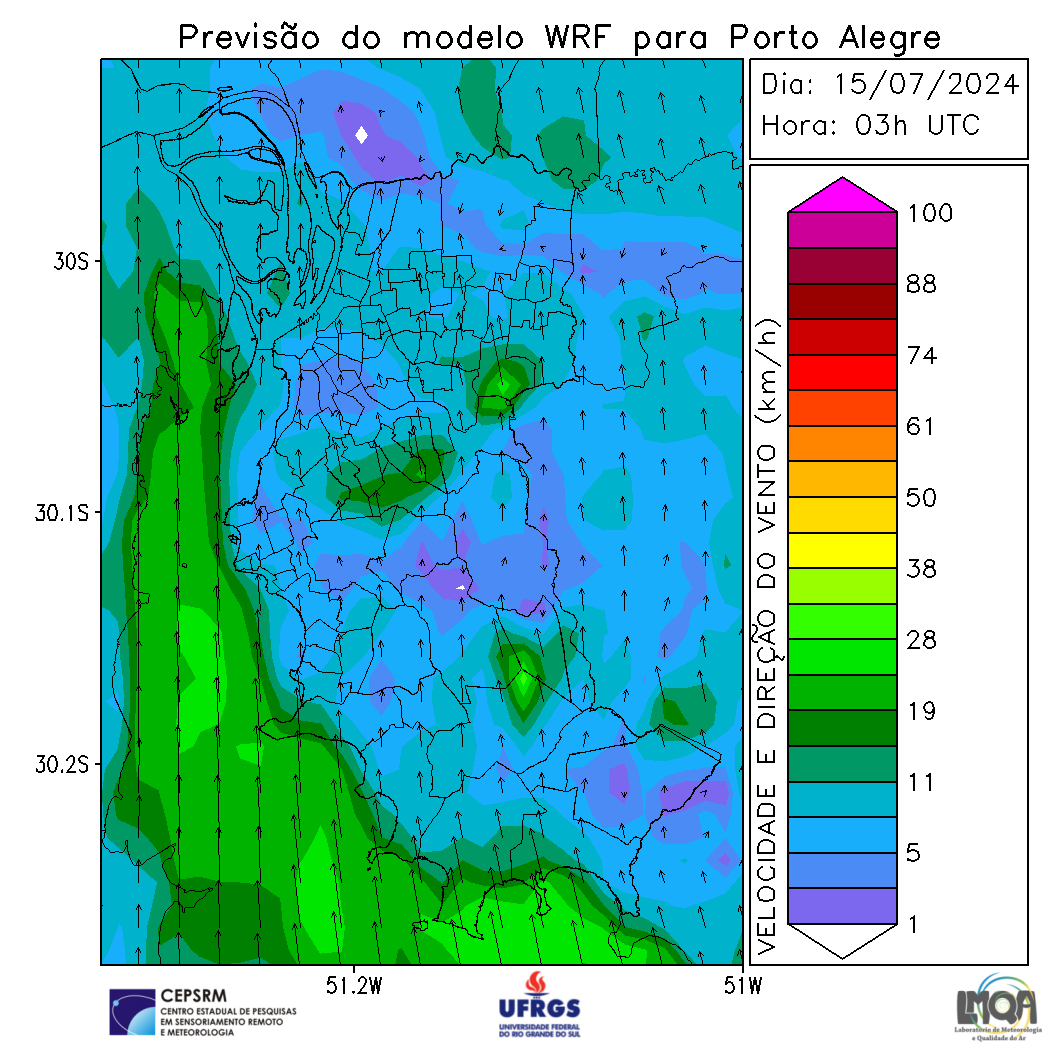 Previsão do modelo WRF para Porto Alegre
Dia: 15/07/2024
Hora: 03h UTC
30S
30.1S
30.2S
51.2W
51W
VELOCIDADE E DIREÇÃO DO VENTO (km/h)
100
88
74
61
50
38
28
19
11
5
1
CEPSRM
CENTRO ESTADUAL DE PESQUISAS
EM SENSORIAMENTO REMOTO
E METEOROLOGIA
UFRGS
UNIVERSIDADE FEDERAL
DO RIO GRANDE DO SUL
LMQA
Laboratório de Meteorologia
e Qualidade do Ar